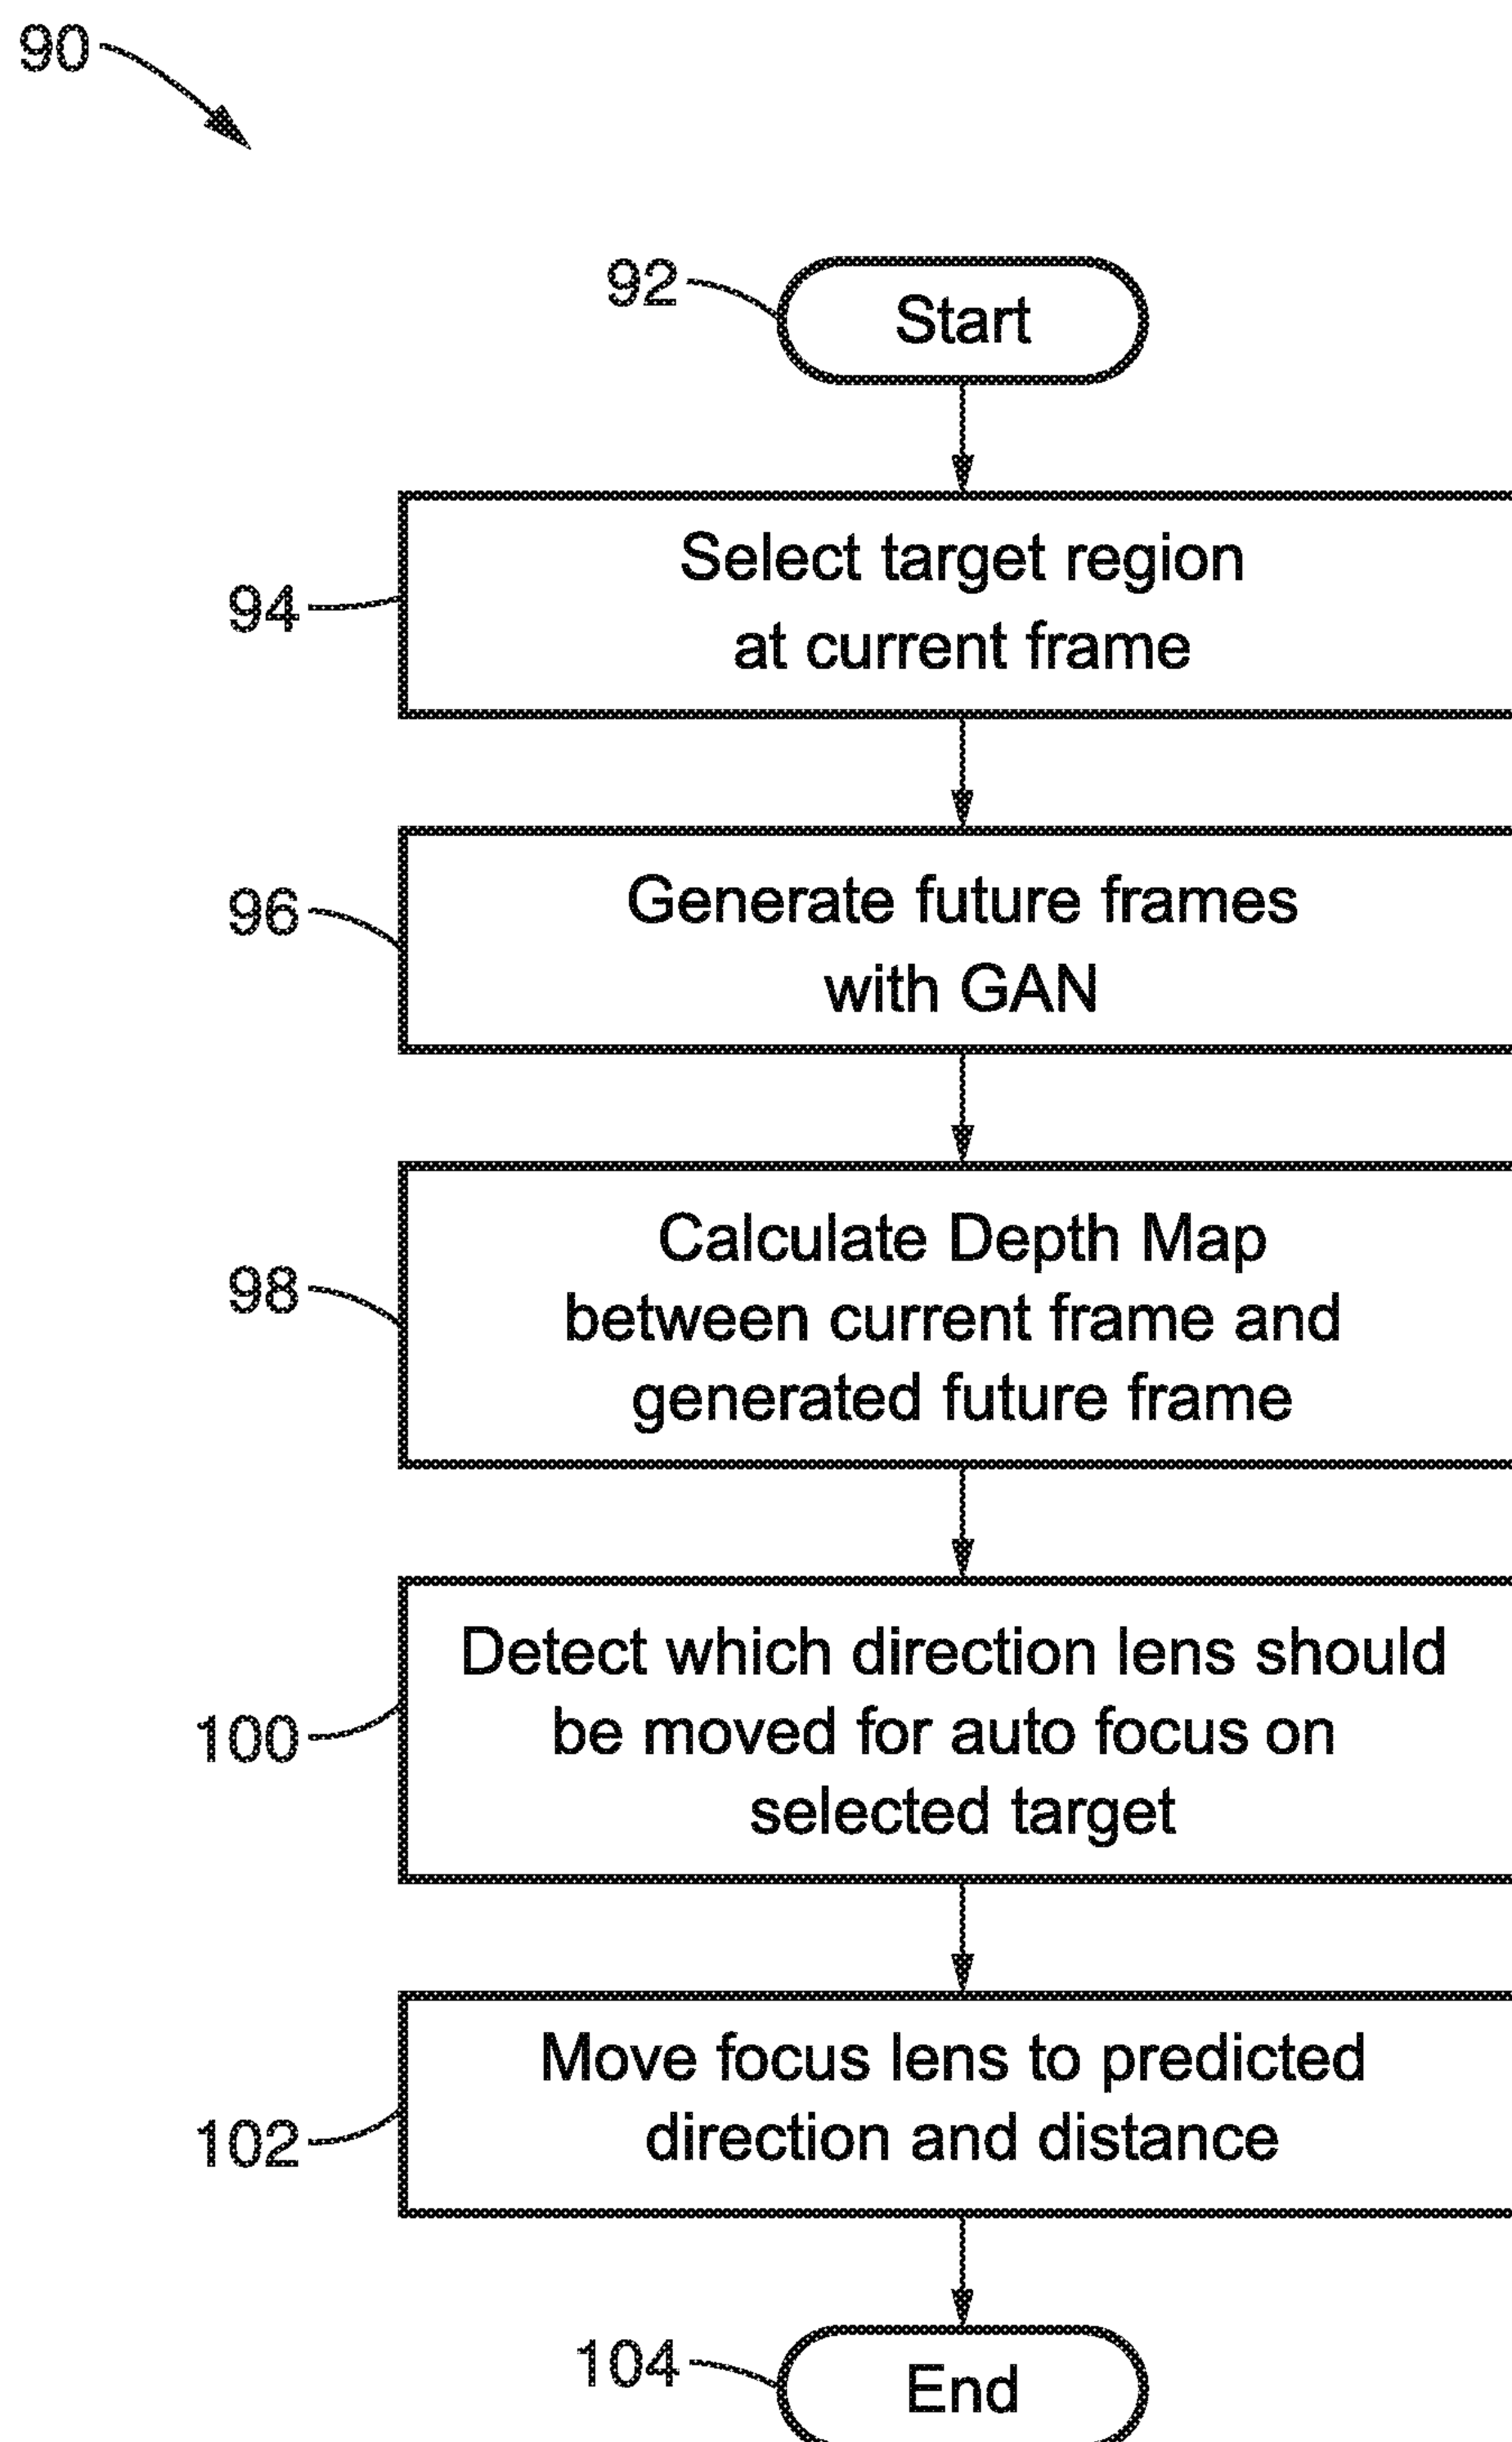 90
92
Start
94
Select target region
at current frame
96
Generate future frames
with GAN
98
Calculate Depth Map
between current frame and
generated future frame
100
Detect which direction lens should
be moved for auto focus on
selected target
102
Move focus lens to predicted
direction and distance
104
End